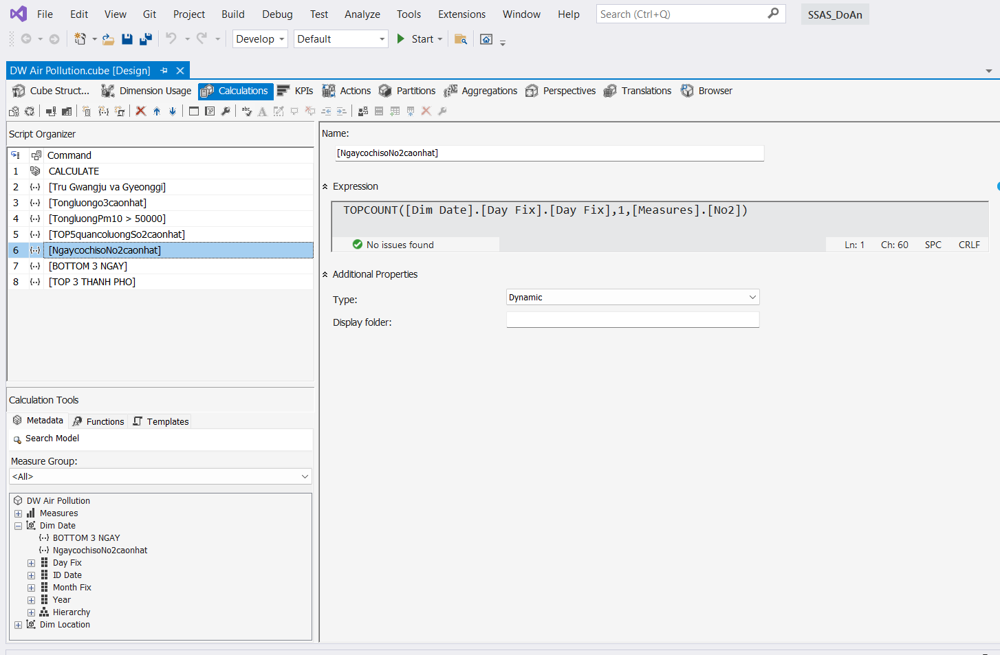 File Edit View Git Project Build Debug Test Analyze Tools Extensions Window Help Search (Ctrl+Q) SSAS_DoAn
Develop Default Start
DW Air Pollution.cube [Design]
Cube Struct... Dimension Usage Calculations KPIs Actions Partitions Aggregations Perspectives Translations Browser
Script Organizer
Command
1 CALCULATE
2 [Tru Gwangju va Gyeonggi]
3 [Tongluongo3caonhat]
4 [TongluongPm10 > 50000]
5 [TOP5quancoluongSo2caonhat]
6 [NgaycochisoNo2caonhat]
7 [BOTTOM 3 NGAY]
8 [TOP 3 THANH PHO]
Calculation Tools
Metadata Functions Templates
Search Model
Measure Group:
<All>
DW Air Pollution
Measures
Dim Date
BOTTOM 3 NGAY
NgaycochisoNo2caonhat
Day Fix
ID Date
Month Fix
Year
Hierarchy
Dim Location
Name:
[NgaycochisoNo2caonhat]
Expression
TOPCOUNT([Dim Date].[Day Fix].[Day Fix],1,[Measures].[No2])
No issues found Ln: 1 Ch: 60 SPC CRLF
Additional Properties
Type: Dynamic
Display folder: